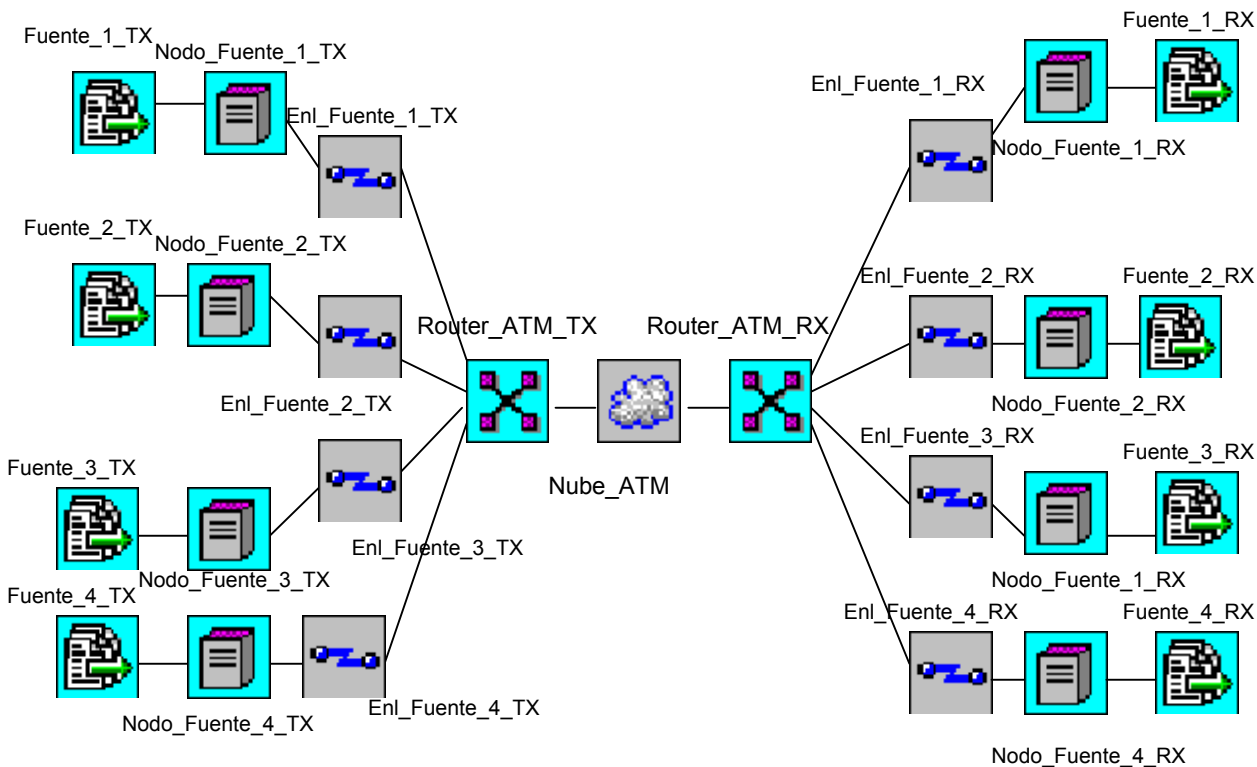 Fuente_1_TX
Nodo_Fuente_1_TX
Enl_Fuente_1_TX
Fuente_2_TX
Nodo_Fuente_2_TX
Enl_Fuente_2_TX
Fuente_3_TX
Nodo_Fuente_3_TX
Enl_Fuente_3_TX
Fuente_4_TX
Nodo_Fuente_4_TX
Enl_Fuente_4_TX
Router_ATM_TX
Nube_ATM
Router_ATM_RX
Enl_Fuente_1_RX
Nodo_Fuente_1_RX
Fuente_1_RX
Enl_Fuente_2_RX
Nodo_Fuente_2_RX
Fuente_2_RX
Enl_Fuente_3_RX
Nodo_Fuente_1_RX
Fuente_3_RX
Enl_Fuente_4_RX
Nodo_Fuente_4_RX
Fuente_4_RX